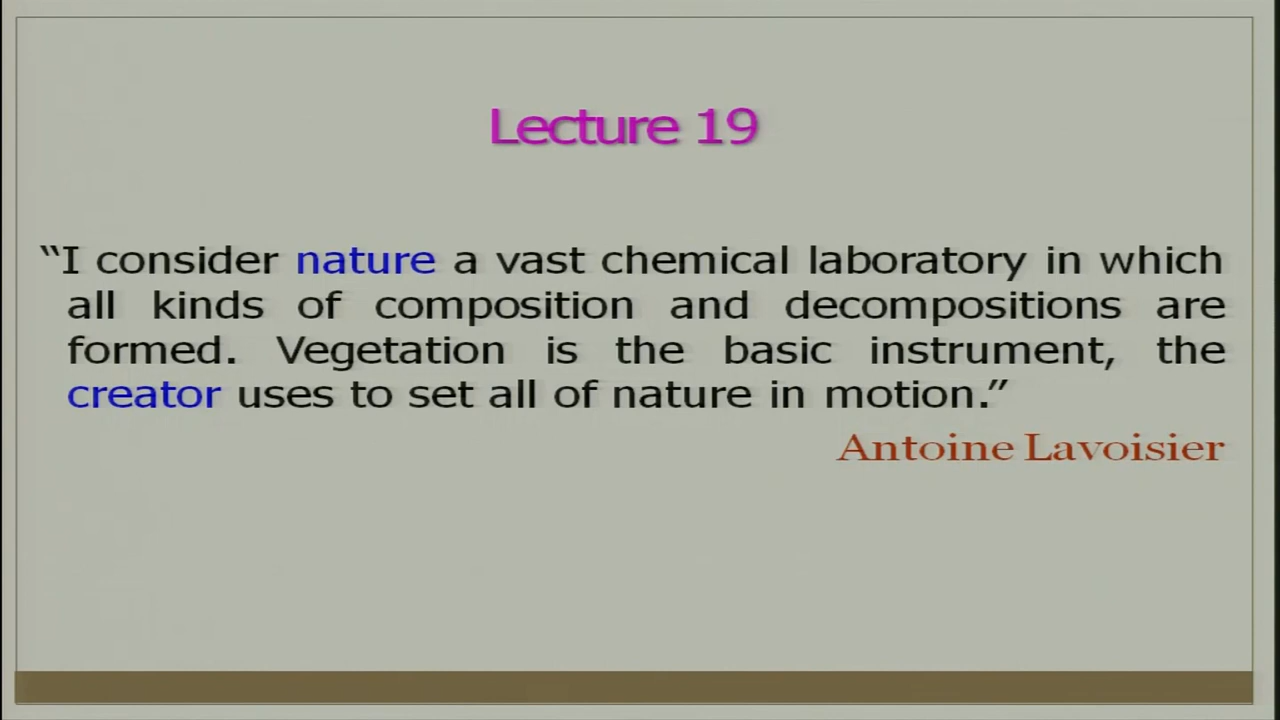 Lecture 19
“I consider nature a vast chemical laboratory in which
all kinds of composition and decompositions are
formed. Vegetation is the basic instrument, the
creator uses to set all of nature in motion.”
Antoine Lavoisier